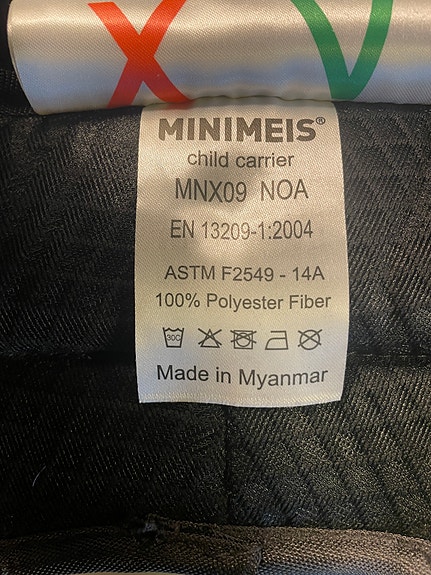 MINIMEIS®
child carrier
MNX09 NOA
EN 13209-1:2004
ASTM F2549 - 14A
100% Polyester Fiber
30C
Made in Myanmar